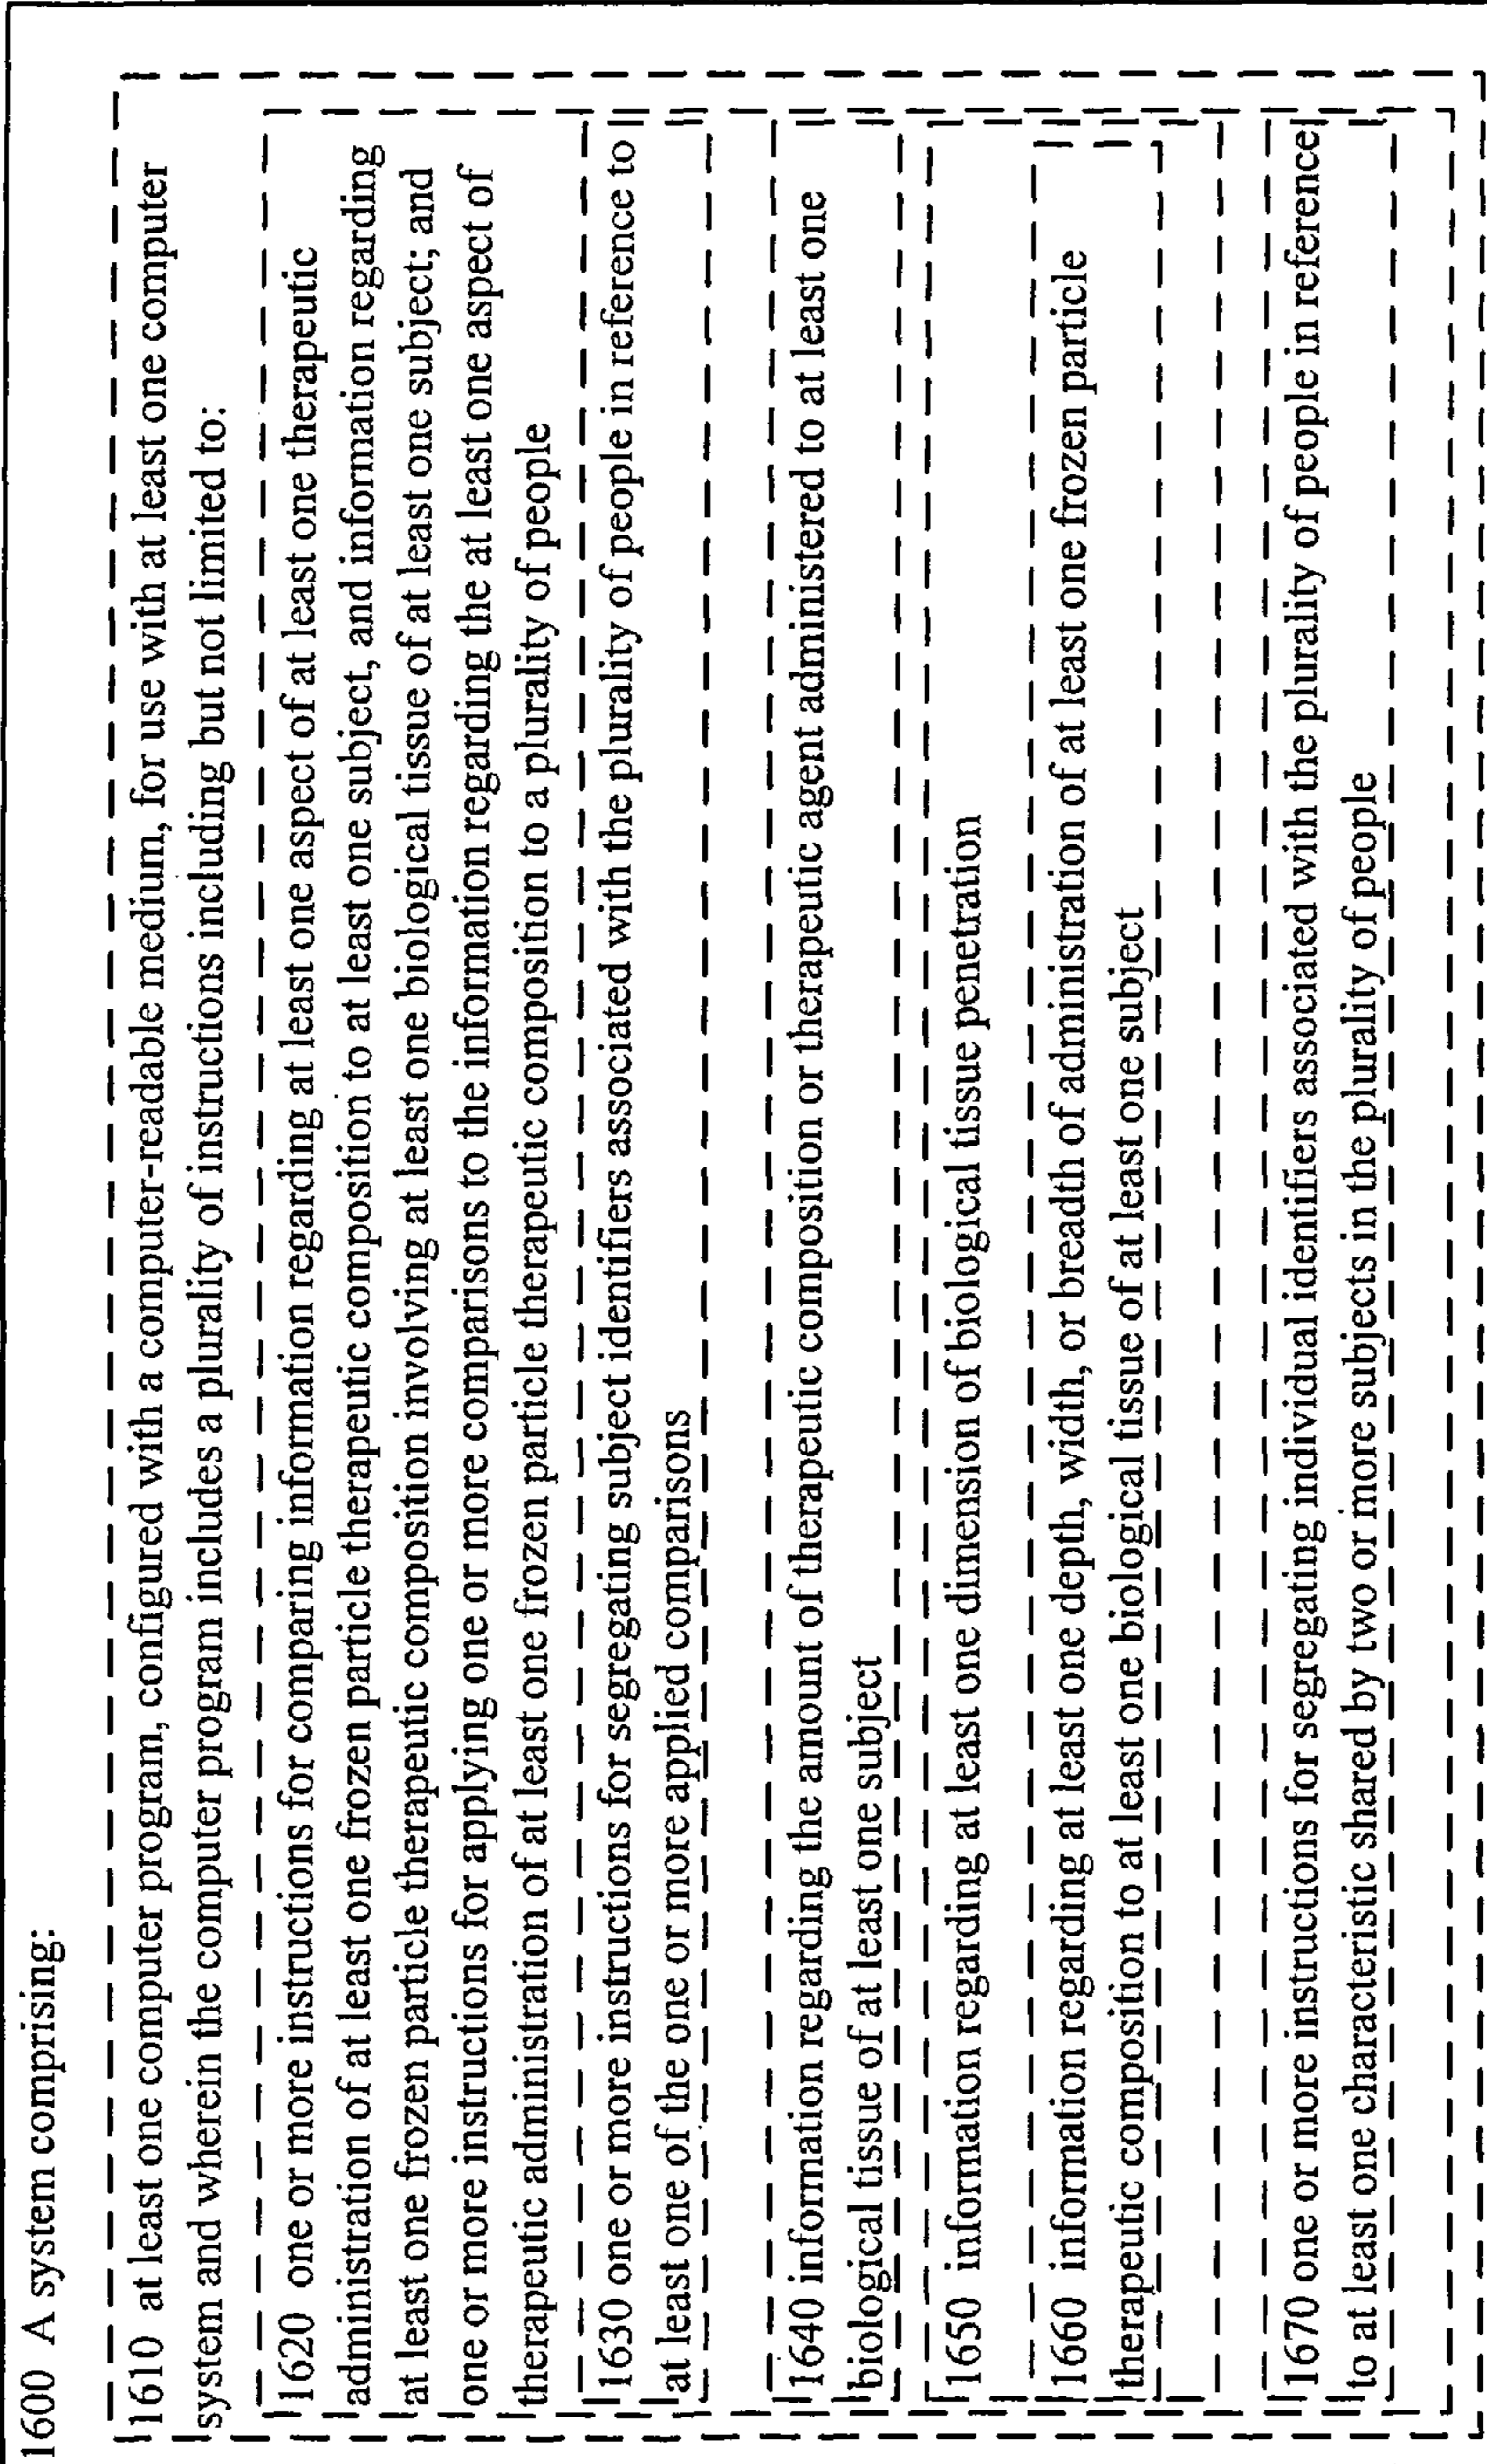 1600 A system comprising:
1610 at least one computer program, configured with a computer-readable medium, for use with at least one computer
system and wherein the computer program includes a plurality of instructions including but not limited to:
1620 one or more instructions for comparing information regarding at least one aspect of at least one therapeutic
administration of at least one frozen particle therapeutic composition to at least one subject, and information regarding
at least one frozen particle therapeutic composition involving at least one biological tissue of at least one subject; and
one or more instructions for applying one or more comparisons to the information regarding the at least one aspect of
therapeutic administration of at least one frozen particle therapeutic composition to a plurality of people
1630 one or more instructions for segregating subject identifiers associated with the plurality of people in reference to
at least one of the one or more applied comparisons
1640 information regarding the amount of therapeutic composition or therapeutic agent administered to at least one
biological tissue of at least one subject
1650 information regarding at least one dimension of biological tissue penetration
1660 information regarding at least one depth, width, or breadth of administration of at least one frozen particle
therapeutic composition to at least one biological tissue of at least one subject
1670 one or more instructions for segregating individual identifiers associated with the plurality of people in reference
to at least one characteristic shared by two or more subjects in the plurality of people